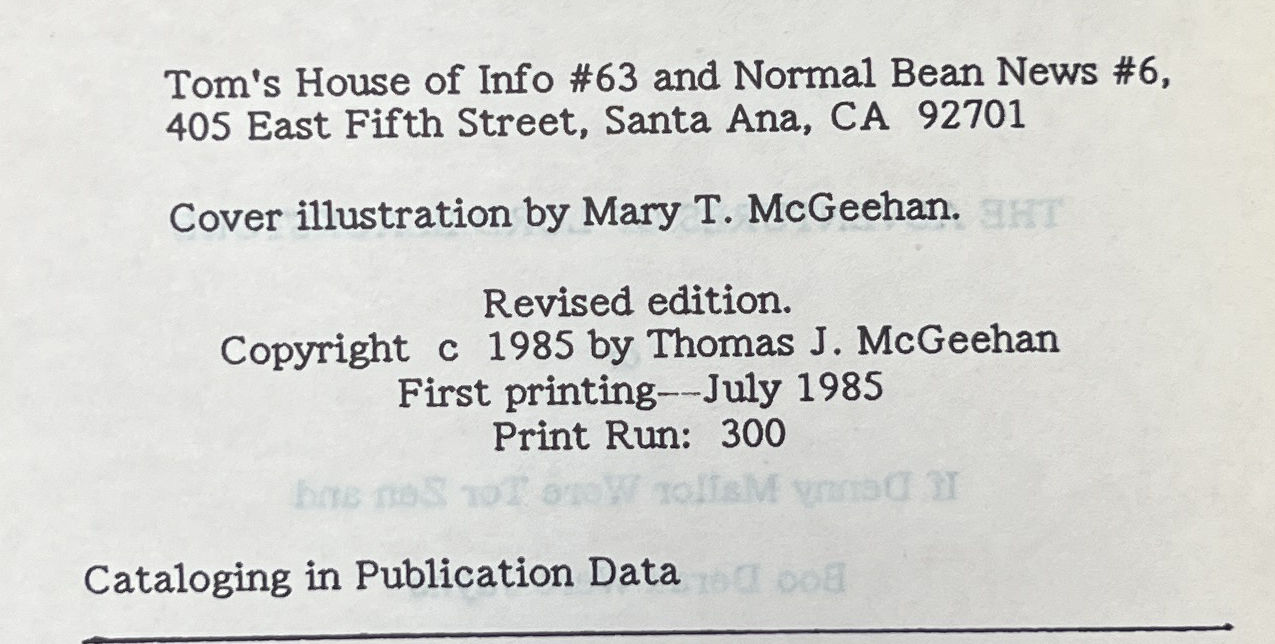 Tom's House of Info #63 and Normal Bean News #6,
405 East Fifth Street, Santa Ana, CA 92701
Cover illustration by Mary T. McGeehan.
Revised edition.
Copyright c 1985 by Thomas J. McGeehan
First printing--July 1985
Print Run: 300
Cataloging in Publication Data